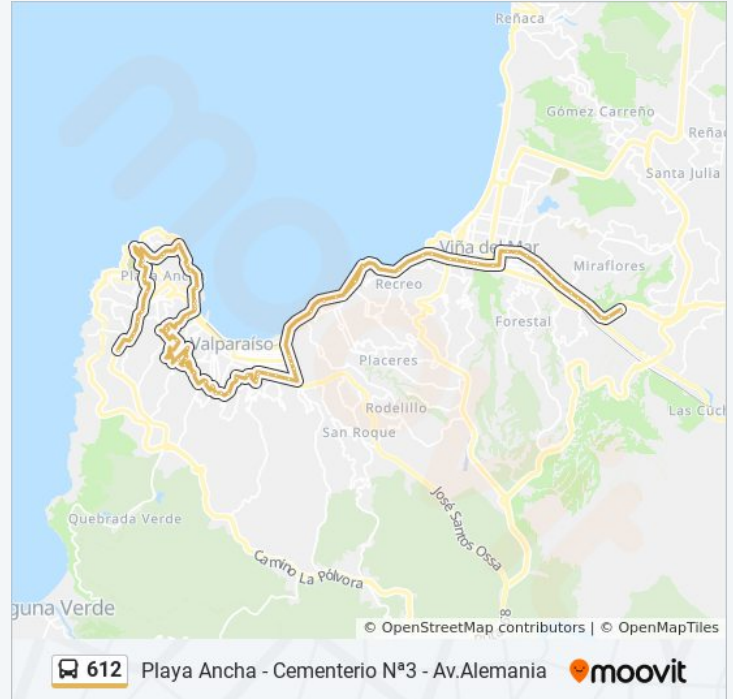 Reñaca
Gómez Carreño
Reñac
Santa Julia
Viña del Mar
Miraflores
Playa Anc
Recreo
Forestal
Valparaíso
Placeres
Rodelillo
Las Cúcl
San Roque
José Santos Ossa
Quebrada Verde
Camino La Pólvora
guna Verde
© OpenStreetMap contributors | © OpenMapTiles
612 Playa Ancha - Cementerio Nª3 - Av.Alemania moovit